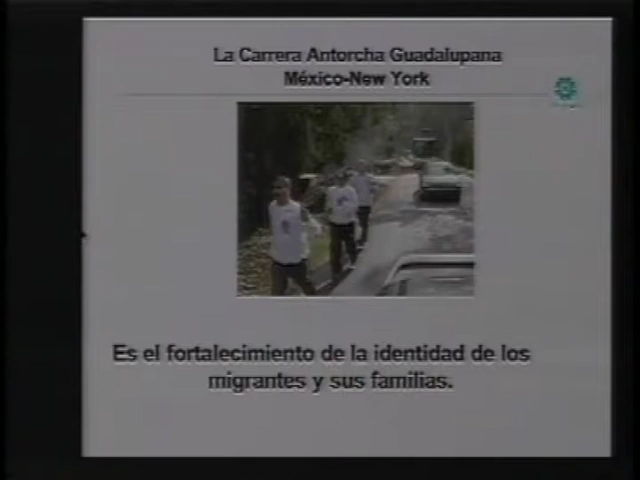 La Carrera Antorcha Guadalupana
México-New York
Es el fortalecimiento de la identidad de los
migrantes y sus familias.